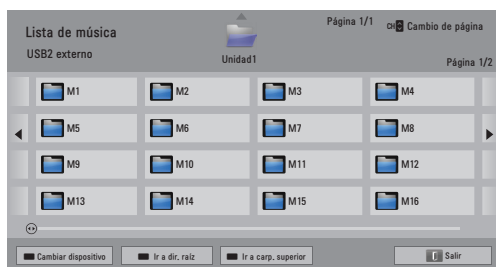 Lista de música
Página 1/1
CH Cambio de página
USB2 externo
Unidad1
Página 1/2
M1 M2 M3 M4
M5 M6 M7 M8
M9 M10 M11 M12
M13 M14 M15 M16
Cambiar dispositivo
Ir a dir. raíz
Ir a carp. superior
Salir